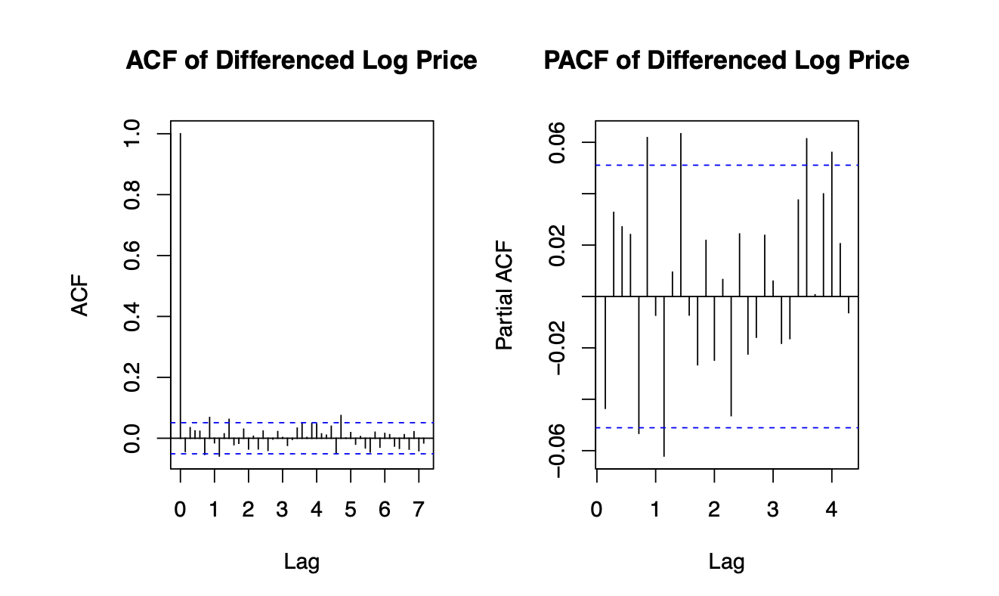 ACF of Differenced Log Price
ACF
1.0
0.8
0.6
0.4
0.2
0.0
0 1 2 3 4 5 6 7
Lag
PACF of Differenced Log Price
Partial ACF
0.06
0.02
−0.02
−0.06
0 1 2 3 4
Lag